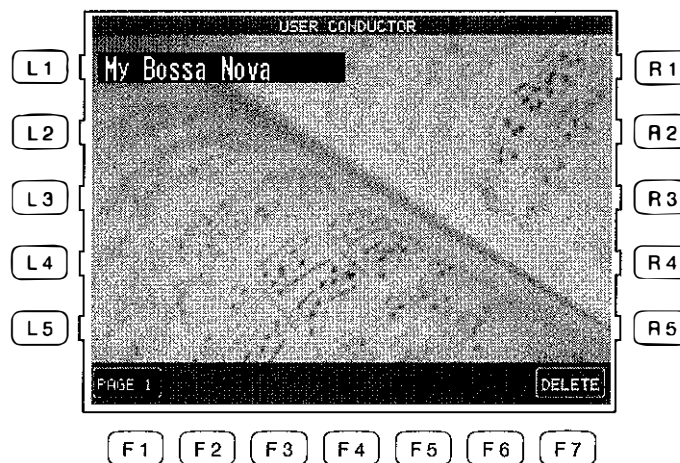 USER CONDUCTOR
L1 My Bossa Nova R1
L2 R2
L3 R3
L4 R4
L5 R5
PAGE 1 DELETE
F1 F2 F3 F4 F5 F6 F7